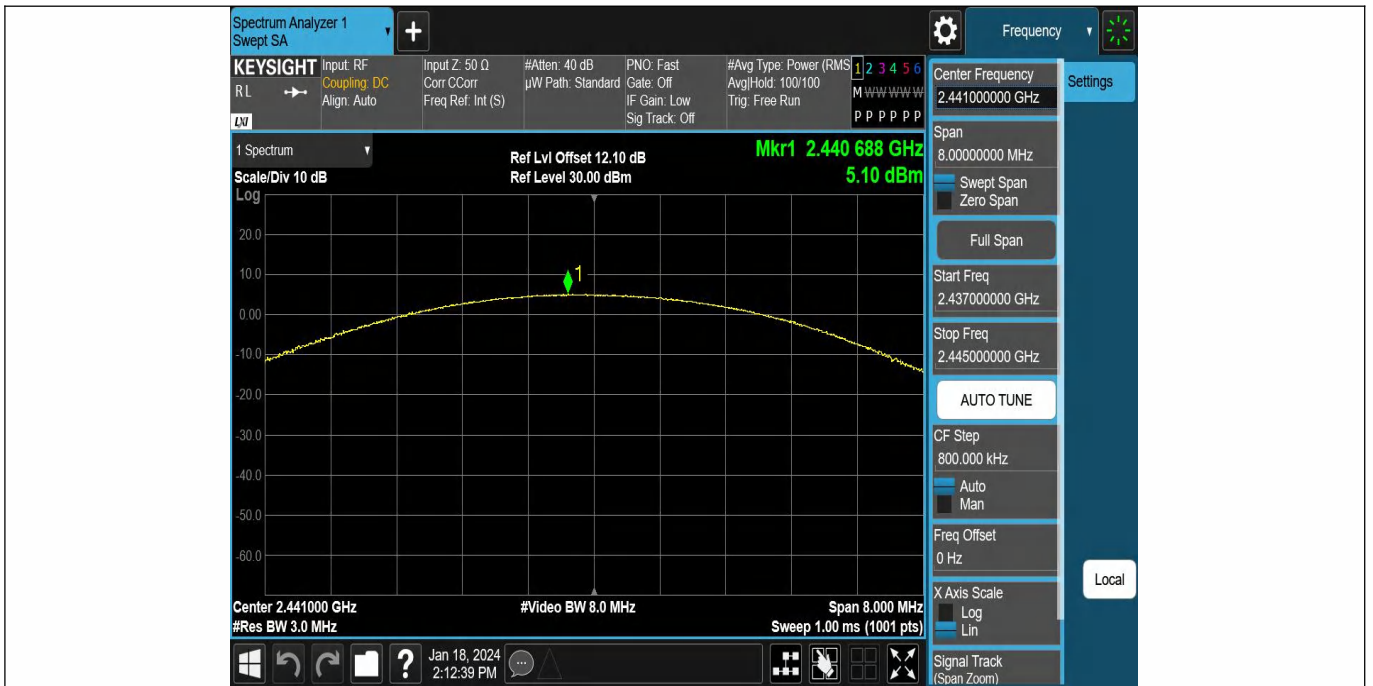 Spectrum Analyzer 1
Swept SA
+
Frequency
KEYSIGHT
RL
LXI
Input: RF
Coupling: DC
Align: Auto
Input Z: 50 Ω
Corr CCorr
Freq Ref: Int (S)
#Atten: 40 dB
µW Path: Standard
PNO: Fast
Gate: Off
IF Gain: Low
Sig Track: Off
#Avg Type: Power (RMS
Avg|Hold: 100/100
Trig: Free Run
1 2 3 4 5 6
M W W W W W
P P P P P P
1 Spectrum
Scale/Div 10 dB
Log
Ref Lvl Offset 12.10 dB
Ref Level 30.00 dBm
Mkr1 2.440 688 GHz
5.10 dBm
20.0
10.0
0.00
-10.0
-20.0
-30.0
-40.0
-50.0
-60.0
1
Center 2.441000 GHz
#Res BW 3.0 MHz
#Video BW 8.0 MHz
Span 8.000 MHz
Sweep 1.00 ms (1001 pts)
Center Frequency
2.441000000 GHz
Span
8.00000000 MHz
Swept Span
Zero Span
Full Span
Start Freq
2.437000000 GHz
Stop Freq
2.445000000 GHz
AUTO TUNE
CF Step
800.000 kHz
Auto
Man
Freq Offset
0 Hz
X Axis Scale
Log
Lin
Signal Track
(Span Zoom)
Settings
Local
?
Jan 18, 2024
2:12:39 PM